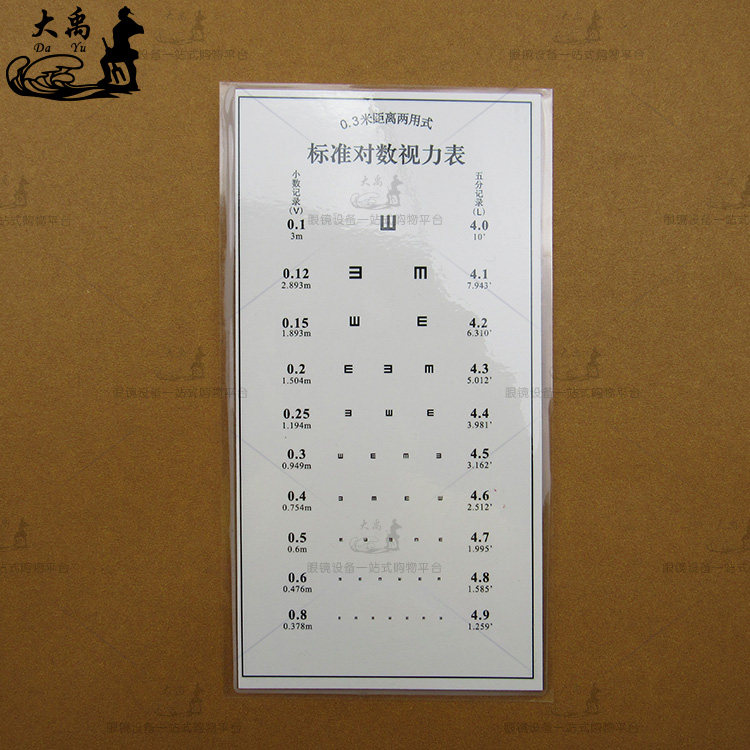 大禹
Da Yu
0.3米距离两用式
标准对数视力表
小数记录(V)
五分记录(L)
0.1 Ш 4.0
3m 10'
0.12 4.1
2.893m 7.943'
0.15 4.2
1.893m 6.310'
0.2 4.3
1.504m 5.012'
0.25 4.4
1.194m 3.981'
0.3 4.5
0.949m 3.162'
0.4 4.6
0.754m 2.512'
0.5 4.7
0.6m 1.995'
0.6 4.8
0.476m 1.585'
0.8 4.9
0.378m 1.259'
大禹
眼镜设备一站式购物平台